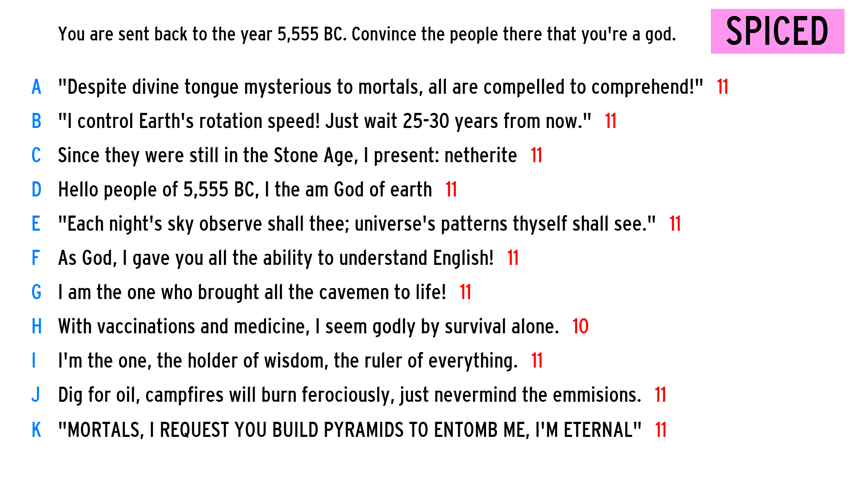 You are sent back to the year 5,555 BC. Convince the people there that you're a god.
SPICED
A "Despite divine tongue mysterious to mortals, all are compelled to comprehend!" 11
B "I control Earth's rotation speed! Just wait 25-30 years from now." 11
C Since they were still in the Stone Age, I present: netherite 11
D Hello people of 5,555 BC, I the am God of earth 11
E "Each night's sky observe shall thee; universe's patterns thyself shall see." 11
F As God, I gave you all the ability to understand English! 11
G I am the one who brought all the cavemen to life! 11
H With vaccinations and medicine, I seem godly by survival alone. 10
I I'm the one, the holder of wisdom, the ruler of everything. 11
J Dig for oil, campfires will burn ferociously, just nevermind the emmisions. 11
K "MORTALS, I REQUEST YOU BUILD PYRAMIDS TO ENTOMB ME, I'M ETERNAL" 11